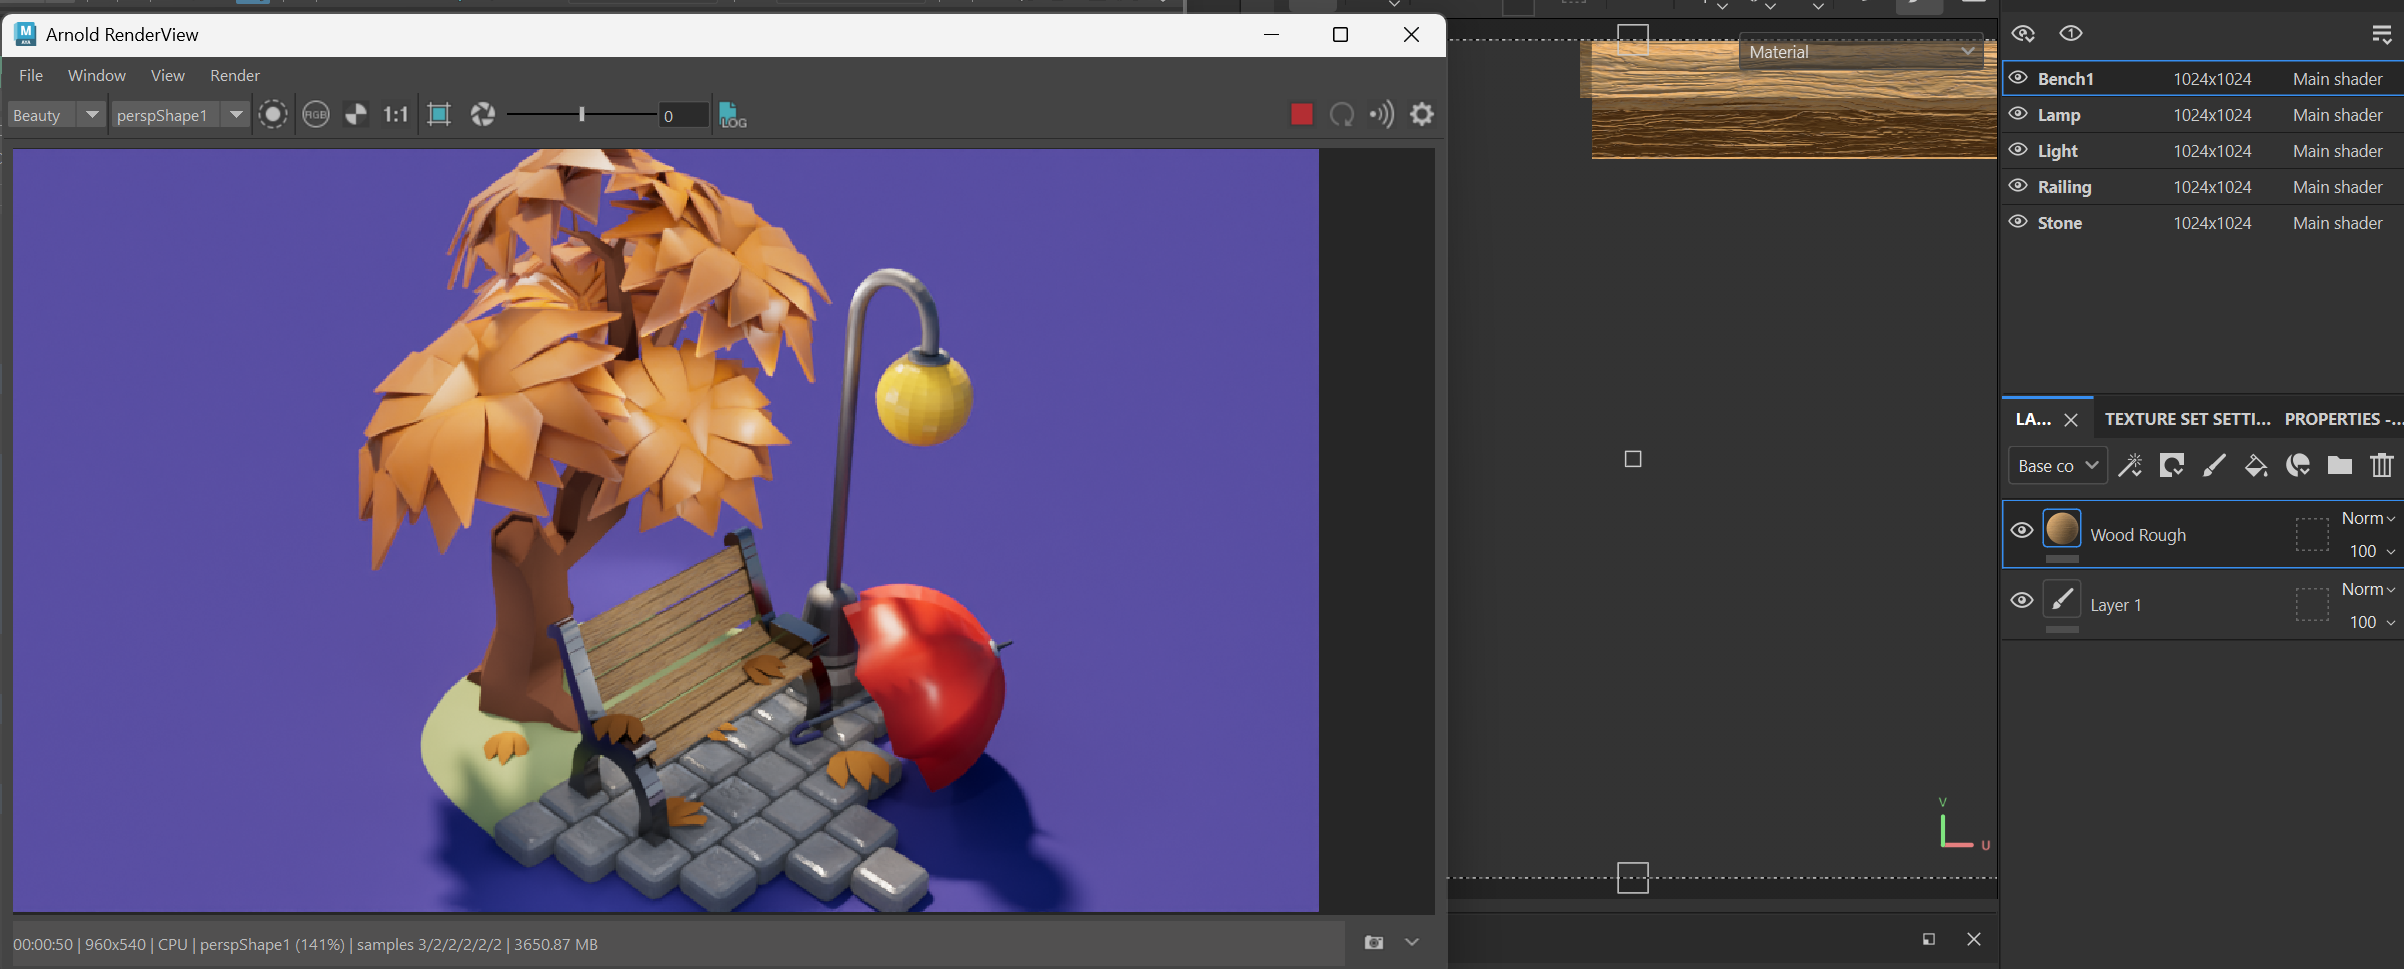 Arnold RenderView
File Window View Render
Beauty perspShape1 RGB 1:1 0 LOG
00:00:50 | 960x540 | CPU | perspShape1 (141%) | samples 3/2/2/2/2/2 | 3650.87 MB
Material
V
U
1
Bench1 1024x1024 Main shader
Lamp 1024x1024 Main shader
Light 1024x1024 Main shader
Railing 1024x1024 Main shader
Stone 1024x1024 Main shader
LA... TEXTURE SET SETTI... PROPERTIES -...
Base co
Wood Rough Norm
100
Layer 1 Norm
100